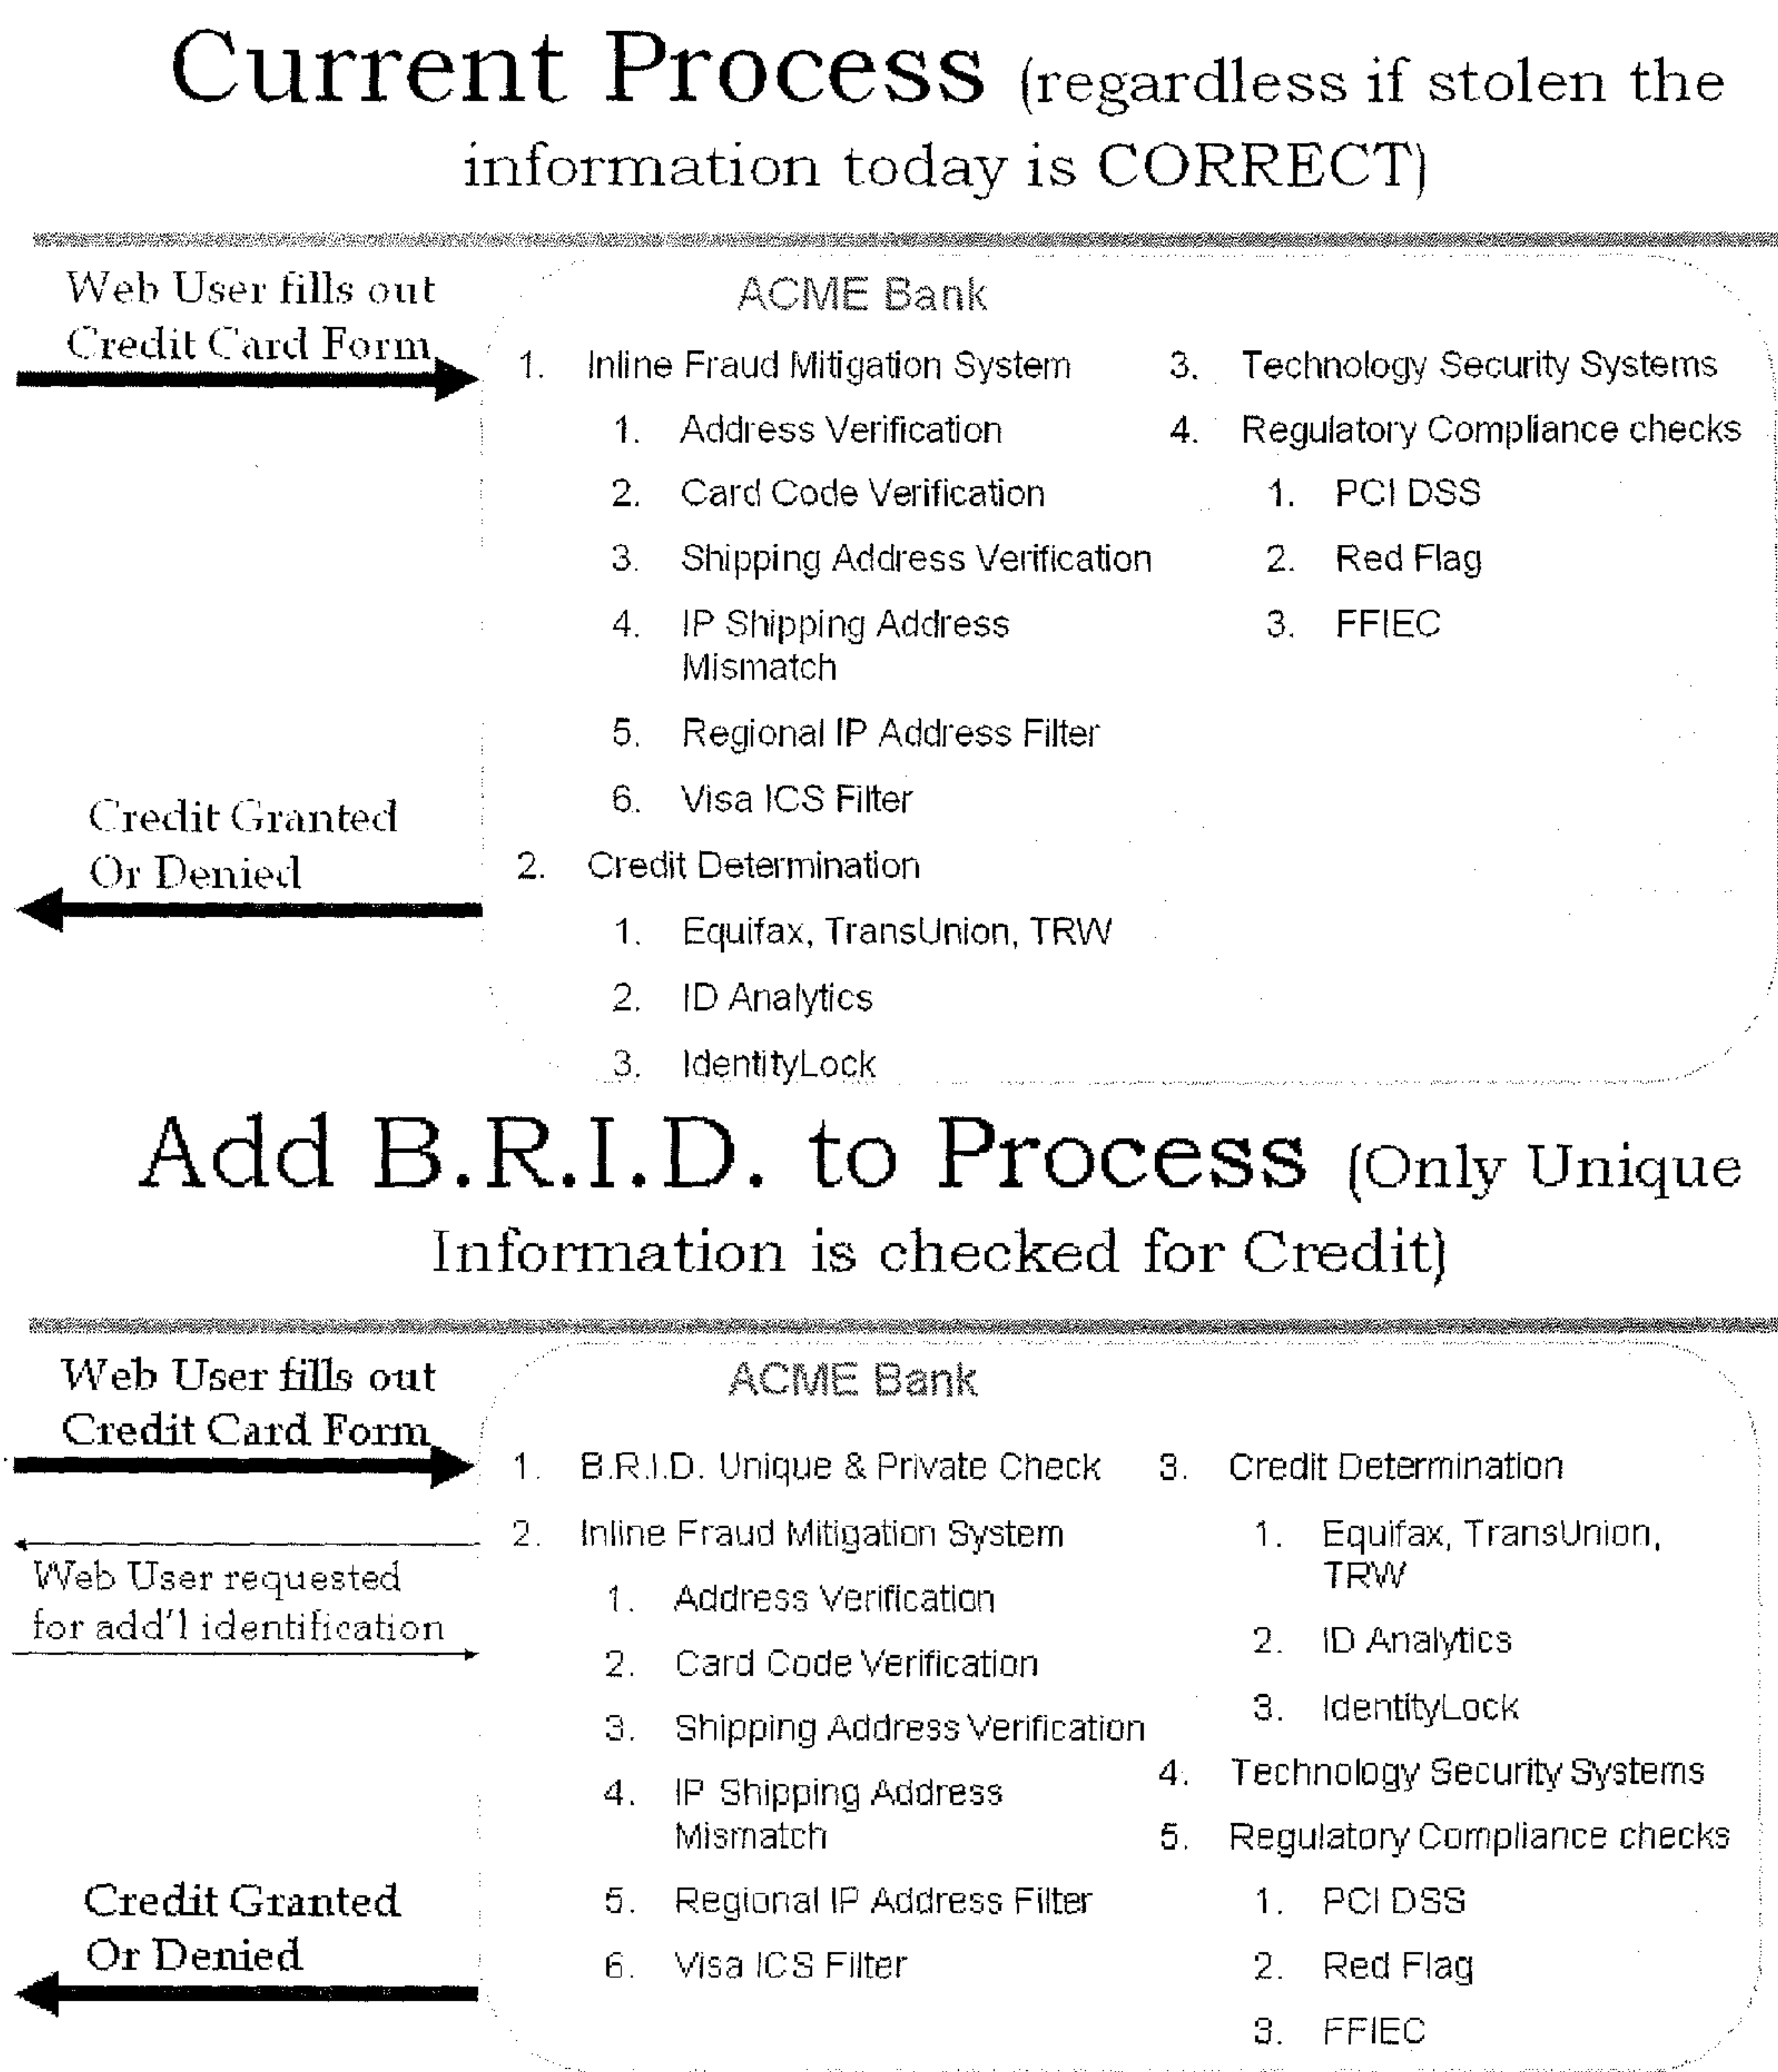 Current Process (regardless if stolen the
information today is CORRECT)
Web User fills out
Credit Card Form
ACME Bank
1. Inline Fraud Mitigation System
1. Address Verification
2. Card Code Verification
3. Shipping Address Verification
4. IP Shipping Address
Mismatch
5. Regional IP Address Filter
6. Visa ICS Filter
2. Credit Determination
1. Equifax, TransUnion, TRW
2. ID Analytics
3. IdentityLock
3. Technology Security Systems
4. Regulatory Compliance checks
1. PCI DSS
2. Red Flag
3. FFIEC
Credit Granted
Or Denied
Add B.R.I.D. to Process (Only Unique
Information is checked for Credit)
Web User fills out
Credit Card Form
Web User requested
for add'l identification
ACME Bank
1. B.R.I.D. Unique & Private Check
2. Inline Fraud Mitigation System
1. Address Verification
2. Card Code Verification
3. Shipping Address Verification
4. IP Shipping Address
Mismatch
5. Regional IP Address Filter
6. Visa ICS Filter
3. Credit Determination
1. Equifax, TransUnion,
TRW
2. ID Analytics
3. IdentityLock
4. Technology Security Systems
5. Regulatory Compliance checks
1. PCI DSS
2. Red Flag
3. FFIEC
Credit Granted
Or Denied